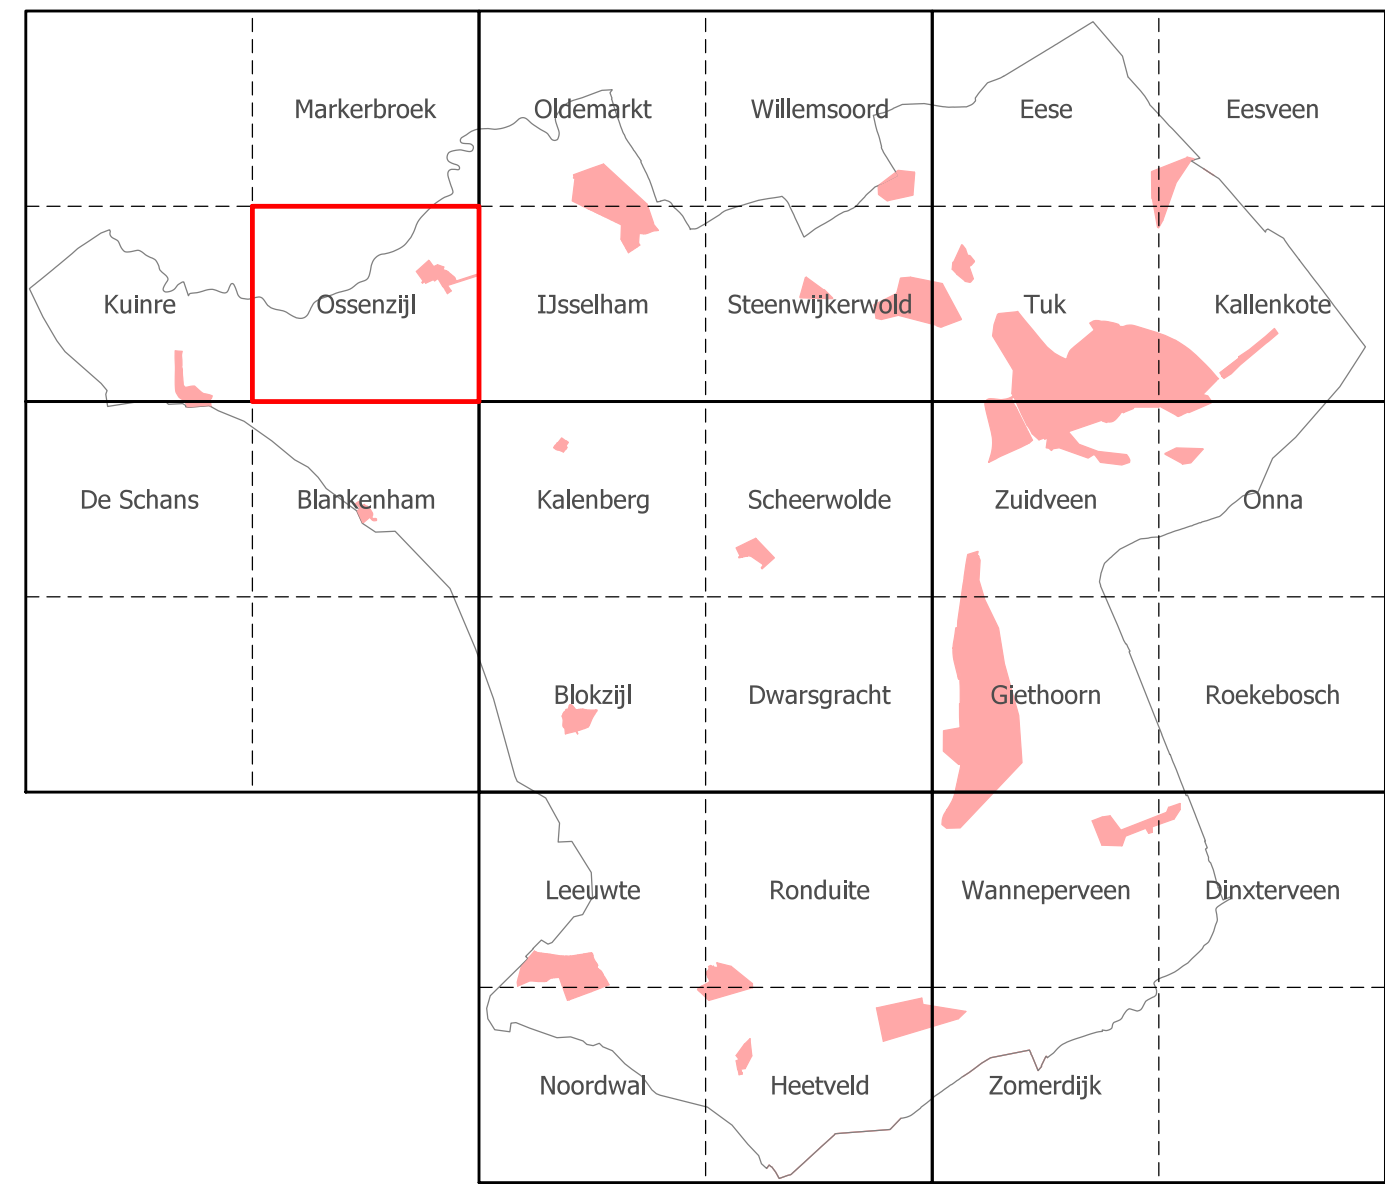 Markerbroek Oldemarkt Willemsoord Eese Eesveen
Kuinre Ossenzijl IJsselham Steenwijkerwold Tuk Kallenkote
De Schans Blankenham Kalenberg Scheerwolde Zuidveen Onna
Blokzijl Dwarsgracht Giethoorn Roekebosch
Leeuwte Ronduite Wanneperveen Dinxterveen
Noordwal Heetveld Zomerdijk